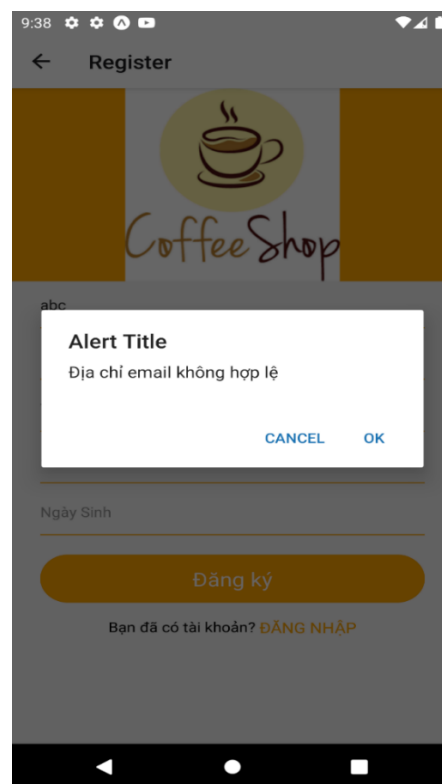 9:38
Register
CoffeeShop
abc
Alert Title
Địa chỉ email không hợp lệ
CANCEL OK
Ngày Sinh
Đăng ký
Bạn đã có tài khoản? ĐĂNG NHẬP